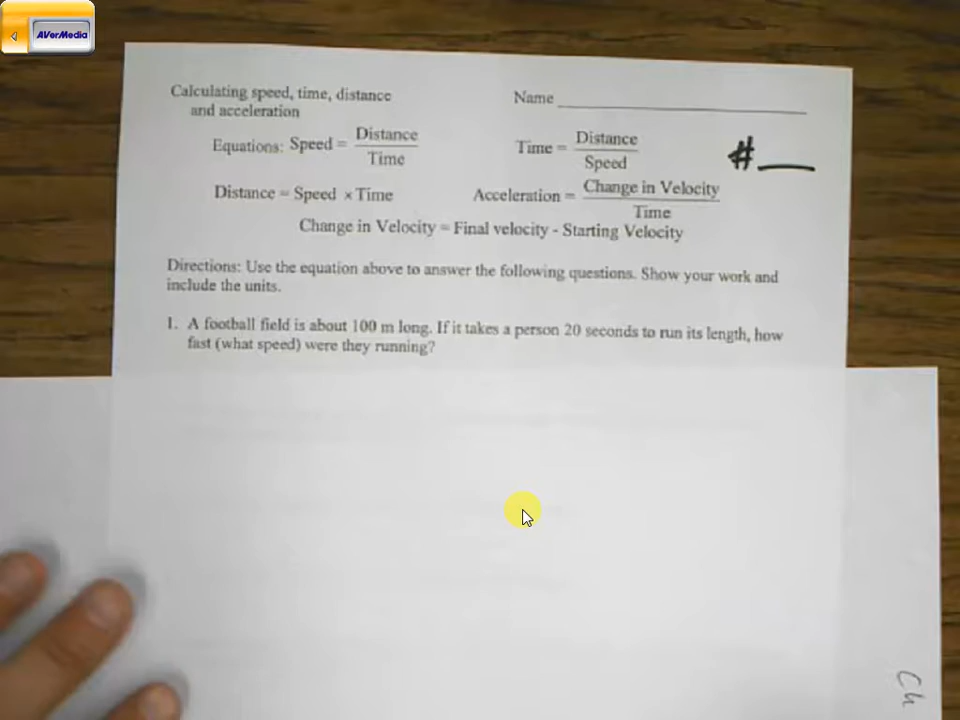 AVerMedia
Calculating speed, time, distance
and acceleration
Name
Equations: Speed = Distance
Time
Time = Distance
Speed
#
Distance = Speed × Time
Acceleration = Change in Velocity
Time
Change in Velocity = Final velocity - Starting Velocity
Directions: Use the equation above to answer the following questions. Show your work and
include the units.
1. A football field is about 100 m long. If it takes a person 20 seconds to run its length, how
fast (what speed) were they running?
Ch